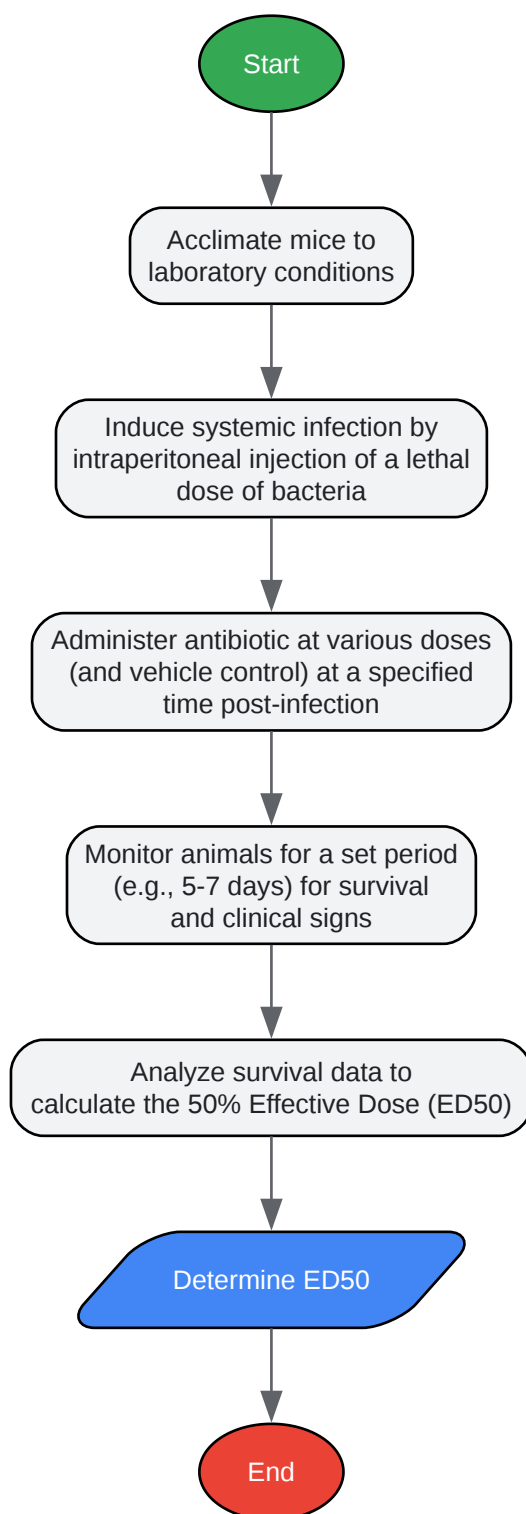 Start
Acclimate mice to
laboratory conditions
Induce systemic infection by
intraperitoneal injection of a lethal
dose of bacteria
Administer antibiotic at various doses
(and vehicle control) at a specified
time post-infection
Monitor animals for a set period
(e.g., 5-7 days) for survival
and clinical signs
Analyze survival data to
calculate the 50% Effective Dose (ED50)
Determine ED50
End